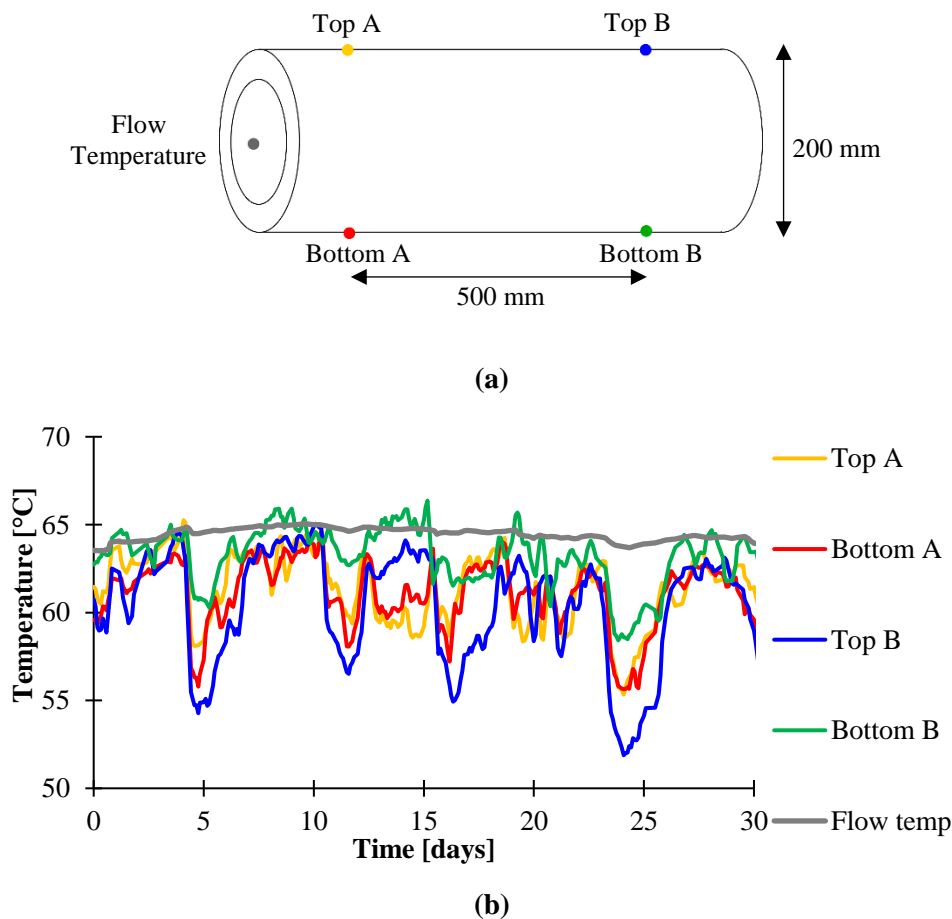 Top A
Top B
Flow
Temperature
200 mm
Bottom A
Bottom B
500 mm
(a)
Temperature [°C]
70
65
60
55
50
0
5
10
15
20
25
30
Time [days]
Top A
Bottom A
Top B
Bottom B
Flow temp
(b)